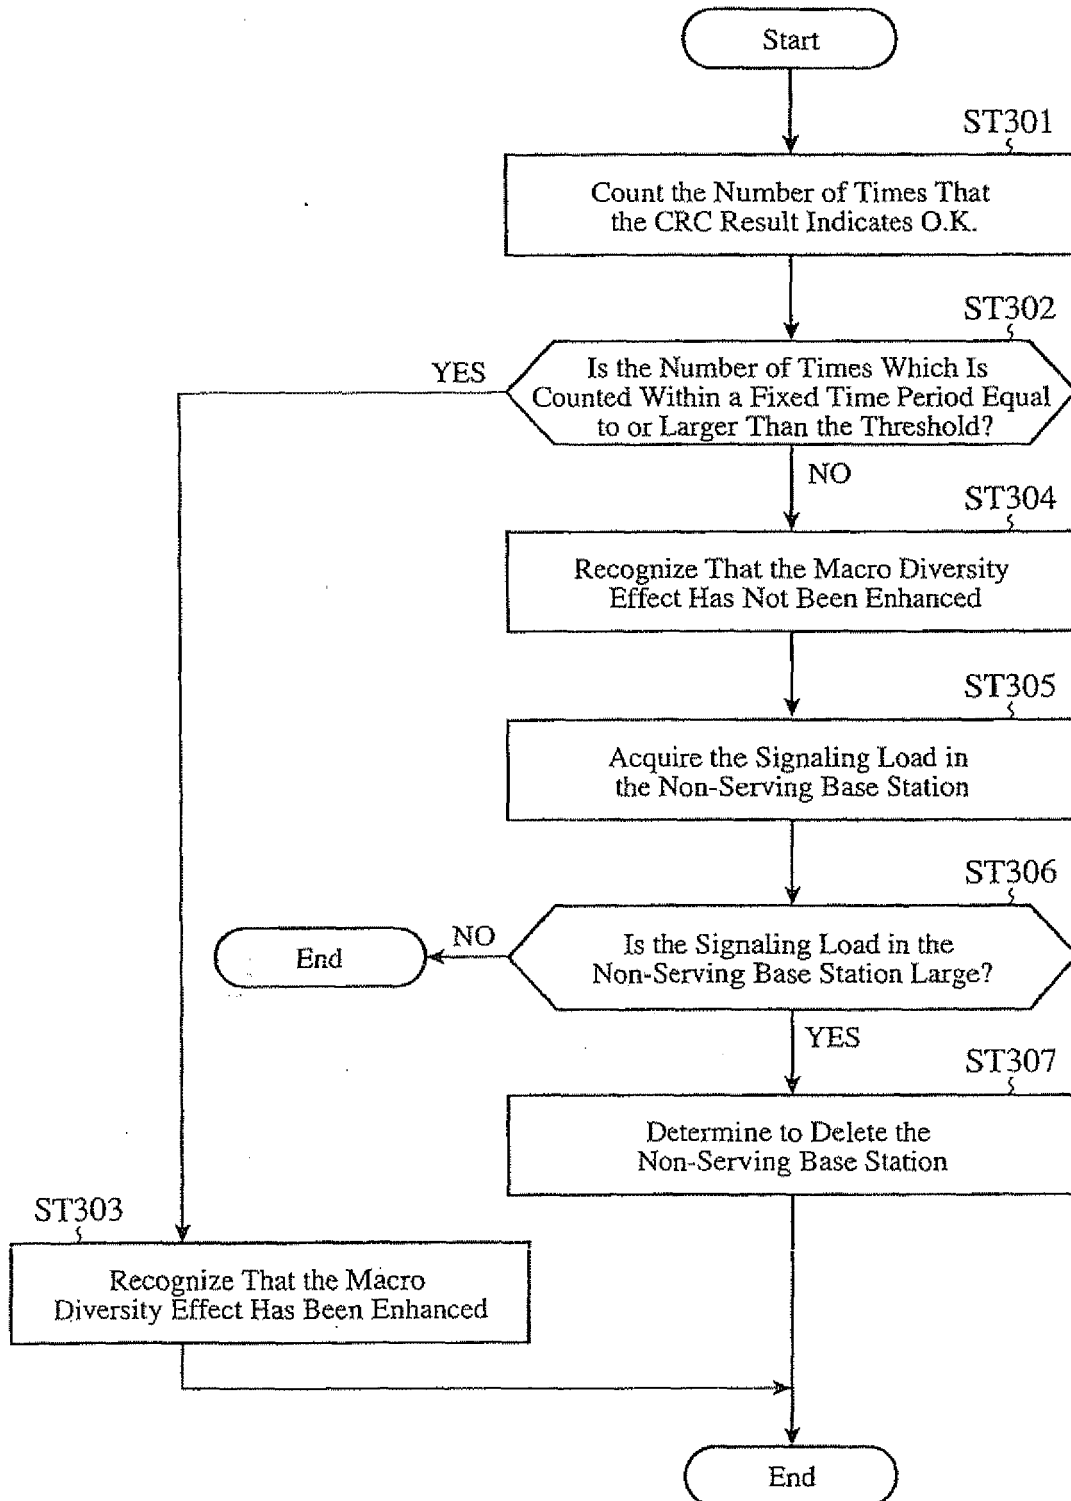 Start
ST301
Count the Number of Times That
the CRC Result Indicates O.K.
ST302
YES
Is the Number of Times Which Is
Counted Within a Fixed Time Period Equal
to or Larger Than the Threshold?
NO
ST304
Recognize That the Macro Diversity
Effect Has Not Been Enhanced
ST305
Acquire the Signaling Load in
the Non-Serving Base Station
ST306
End
NO
Is the Signaling Load in the
Non-Serving Base Station Large?
YES
ST307
Determine to Delete the
Non-Serving Base Station
ST303
Recognize That the Macro
Diversity Effect Has Been Enhanced
End